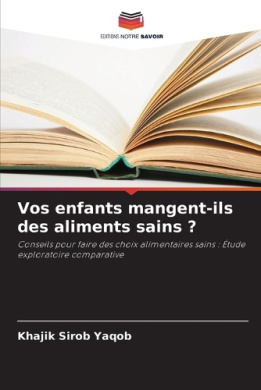 EDITIONS NOTRE SAVOIR
Vos enfants mangent-ils
des aliments sains ?
Conseils pour faire des choix alimentaires sains : Étude
exploratoire comparative
Khajik Sirob Yaqob